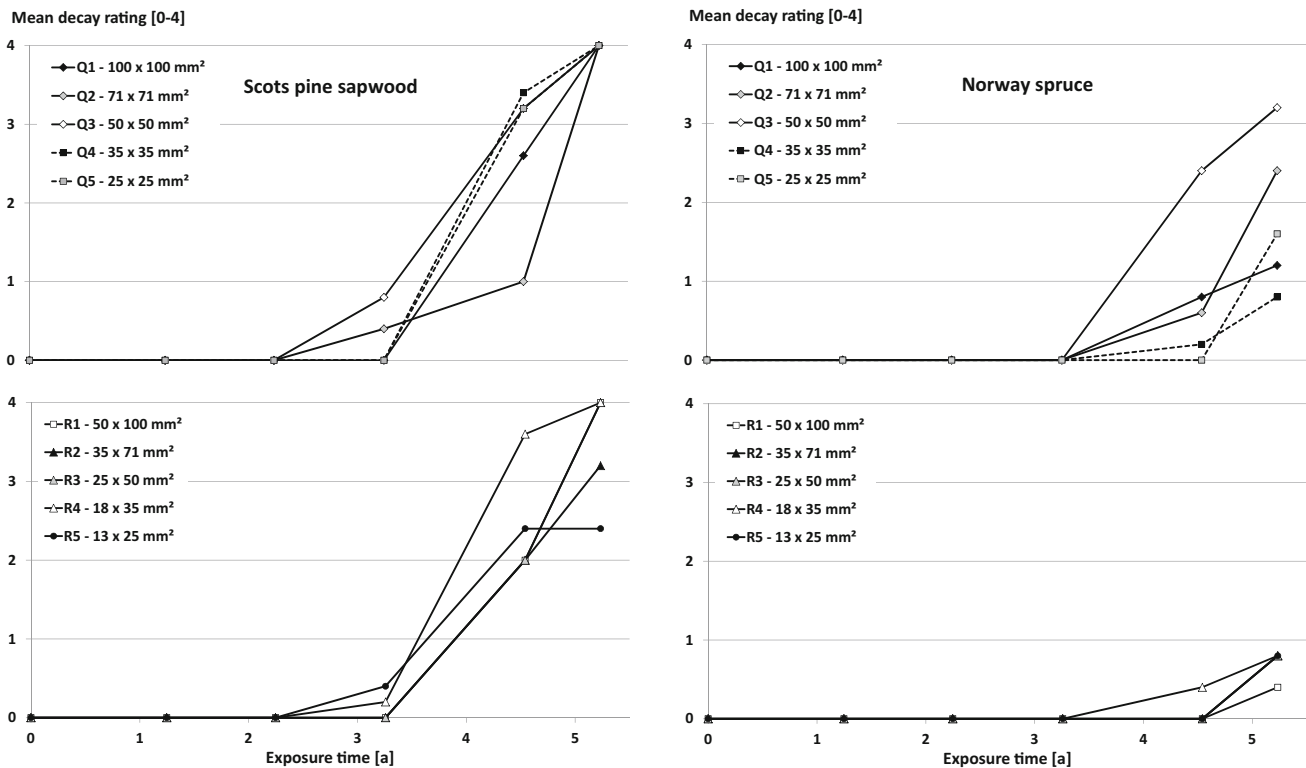 Mean decay rating [0-4]
4
3
2
1
0
Q1 - 100 x 100 mm²
Q2 - 71 x 71 mm²
Q3 - 50 x 50 mm²
Q4 - 35 x 35 mm²
Q5 - 25 x 25 mm²
Scots pine sapwood
Mean decay rating [0-4]
4
3
2
1
0
Q1 - 100 x 100 mm²
Q2 - 71 x 71 mm²
Q3 - 50 x 50 mm²
Q4 - 35 x 35 mm²
Q5 - 25 x 25 mm²
Norway spruce
4
3
2
1
0
R1 - 50 x 100 mm²
R2 - 35 x 71 mm²
R3 - 25 x 50 mm²
R4 - 18 x 35 mm²
R5 - 13 x 25 mm²
0 1 2 3 4 5
Exposure time [a]
4
3
2
1
0
R1 - 50 x 100 mm²
R2 - 35 x 71 mm²
R3 - 25 x 50 mm²
R4 - 18 x 35 mm²
R5 - 13 x 25 mm²
0 1 2 3 4 5
Exposure time [a]